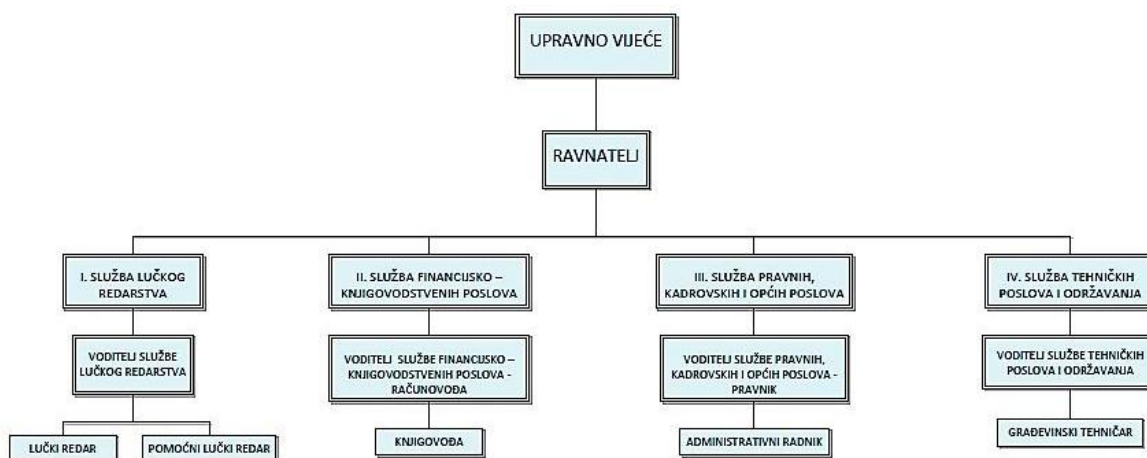 UPRAVNO VIJEĆE
RAVNATELJ
I. SLUŽBA LUČKOG
REDARSTVA
II. SLUŽBA FINANCIJSKO –
KNJIGOVODSTVENIH POSLOVA
III. SLUŽBA PRAVNIH,
KADROVSKIH I OPĆIH POSLOVA
IV. SLUŽBA TEHNIČKIH
POSLOVA I ODRŽAVANJA
VODITELJ SLUŽBE
LUČKOG REDARSTVA
VODITELJ SLUŽBE FINANCIJSKO –
KNJIGOVODSTVENIH POSLOVA -
RAČUNOVOĐA
VODITELJ SLUŽBE PRAVNIH,
KADROVSKIH I OPĆIH POSLOVA -
PRAVNIK
VODITELJ SLUŽBE TEHNIČKIH
POSLOVA I ODRŽAVANJA
LUČKI REDAR
POMOĆNI LUČKI REDAR
KNJIGOVOĐA
ADMINISTRATIVNI RADNIK
GRAĐEVINSKI TEHNIČAR